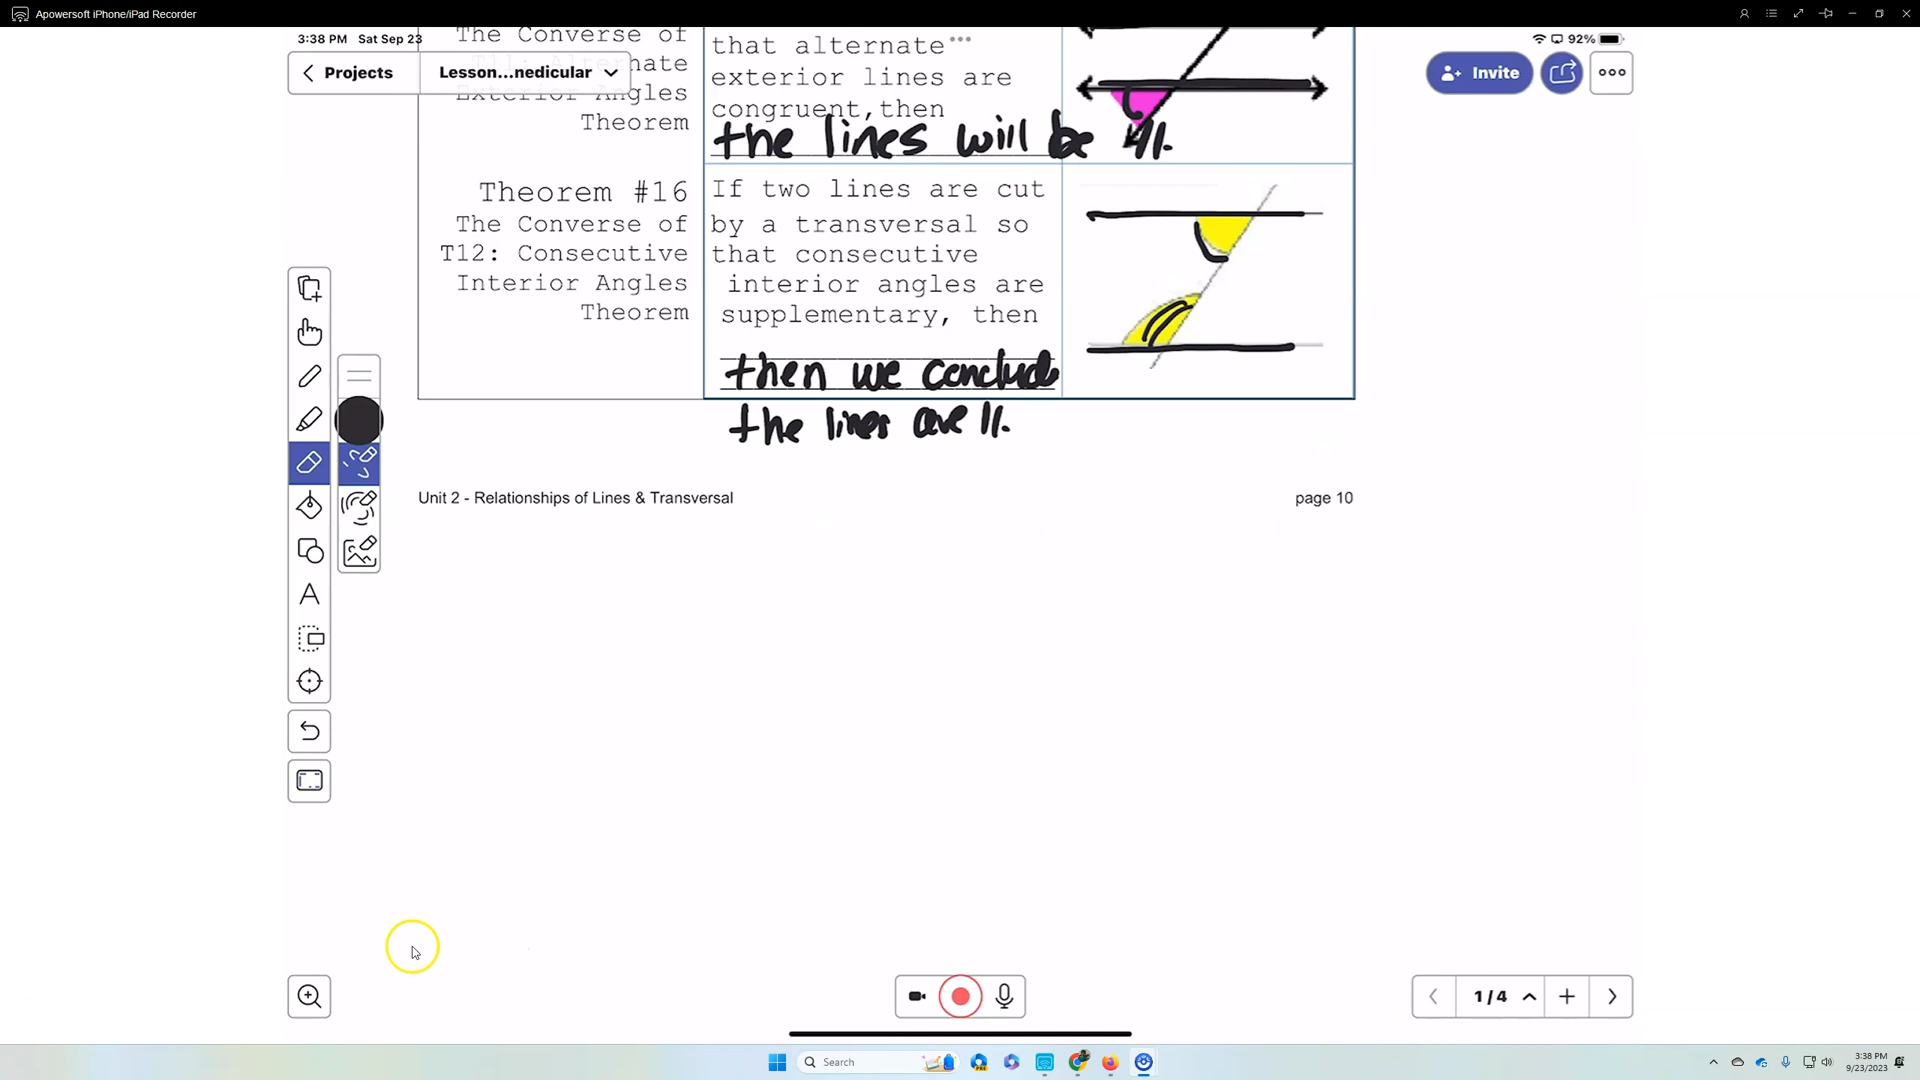 Apowersoft iPhone/iPad Recorder
3:38 PM Sat Sep 23
92%
Projects
Lesson...nedicular
Invite
The Converse of
T11: Alternate
Exterior Angles
Theorem
that alternate
exterior lines are
congruent,then
the lines will be //.
Theorem #16
The Converse of
T12: Consecutive
Interior Angles
Theorem
If two lines are cut
by a transversal so
that consecutive
interior angles are
supplementary, then
then we conclude
the lines are //.
A
Unit 2 - Relationships of Lines & Transversal
page 10
1/4
Search
PRE
3:38 PM
9/23/2023